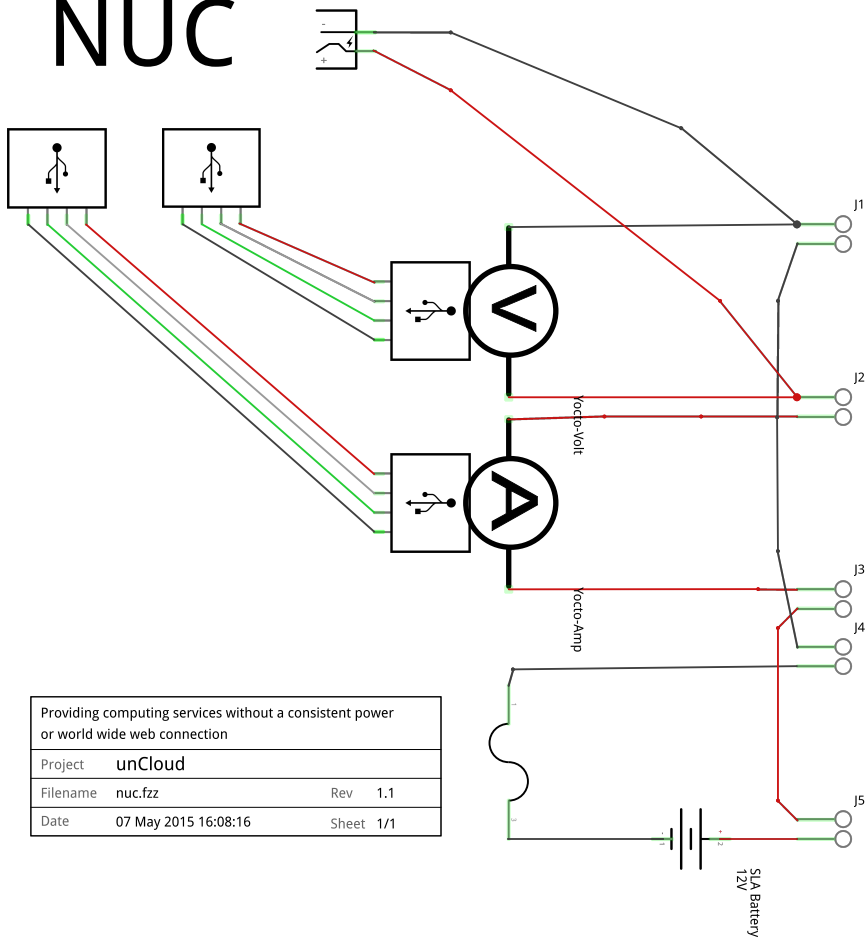 NUC
-
+
J1
V
J2
Yocto-Volt
A
J3
Yocto-Amp
J4
Providing computing services without a consistent power
or world wide web connection
Project unCloud
Filename nuc.fzz Rev 1.1
Date 07 May 2015 16:08:16 Sheet 1/1
J5
SLA Battery
12V